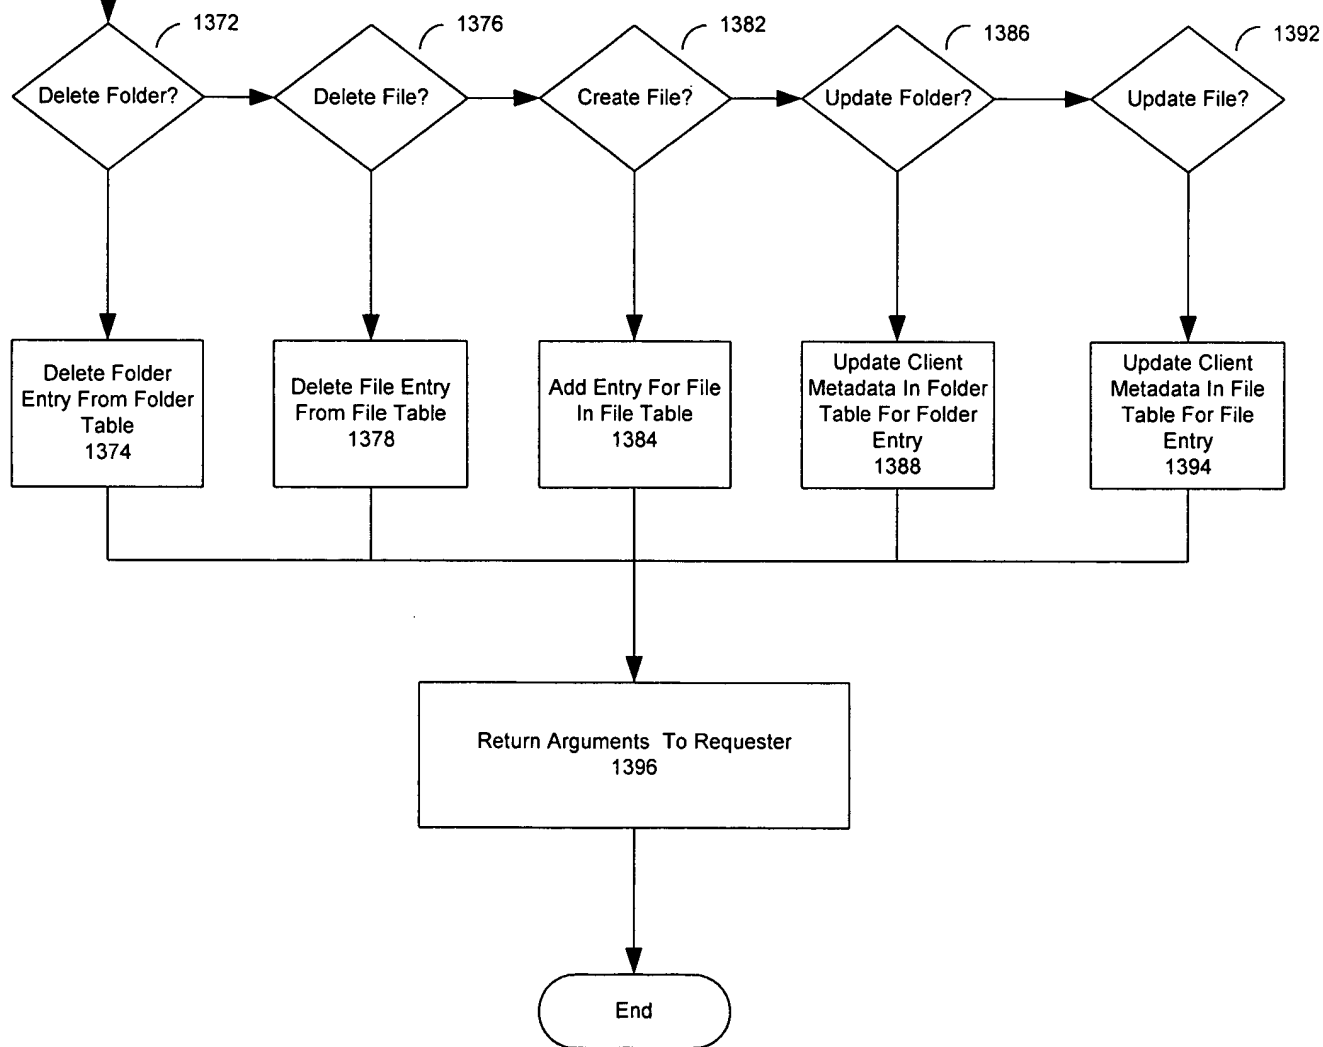 1372
1376
1382
1386
1392
Delete Folder?
Delete File?
Create File?
Update Folder?
Update File?
Delete Folder
Entry From Folder
Table
1374
Delete File Entry
From File Table
1378
Add Entry For File
In File Table
1384
Update Client
Metadata In Folder
Table For Folder
Entry
1388
Update Client
Metadata In File
Table For File
Entry
1394
Return Arguments To Requester
1396
End